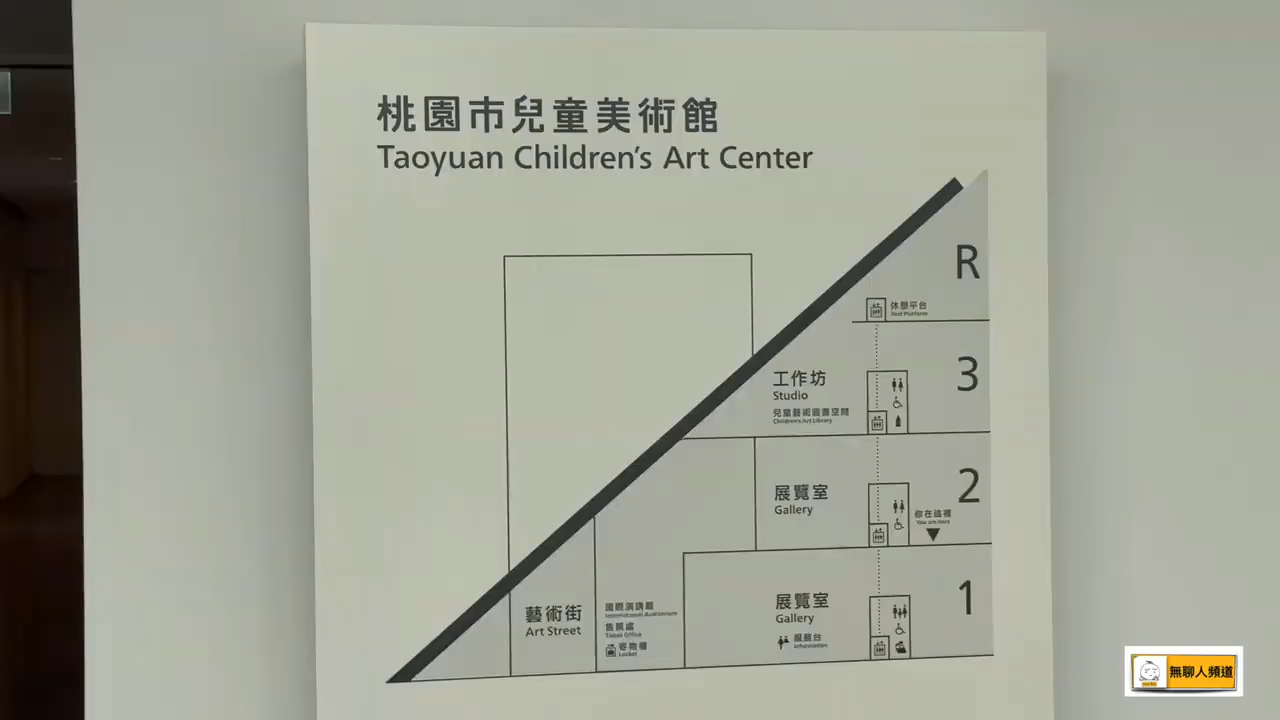 桃園市兒童美術館
Taoyuan Children's Art Center
R
休憩平台
Rest Platform
3
工作坊
Studio
兒童藝術圖書空間
Children's Art Library
2
展覽室
Gallery
你在這裡
You are here
1
展覽室
Gallery
服務台
Information
藝術街
Art Street
國際演講廳
International Auditorium
售票處
Ticket Office
寄物櫃
Locker
無聊人頻道